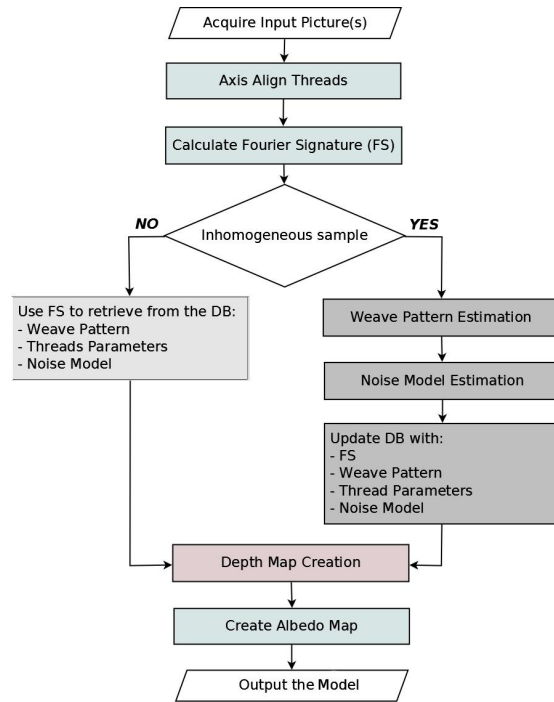 Acquire Input Picture(s)
Axis Align Threads
Calculate Fourier Signature (FS)
Inhomogeneous sample
NO
YES
Use FS to retrieve from the DB:
- Weave Pattern
- Threads Parameters
- Noise Model
Weave Pattern Estimation
Noise Model Estimation
Update DB with:
- FS
- Weave Pattern
- Thread Parameters
- Noise Model
Depth Map Creation
Create Albedo Map
Output the Model